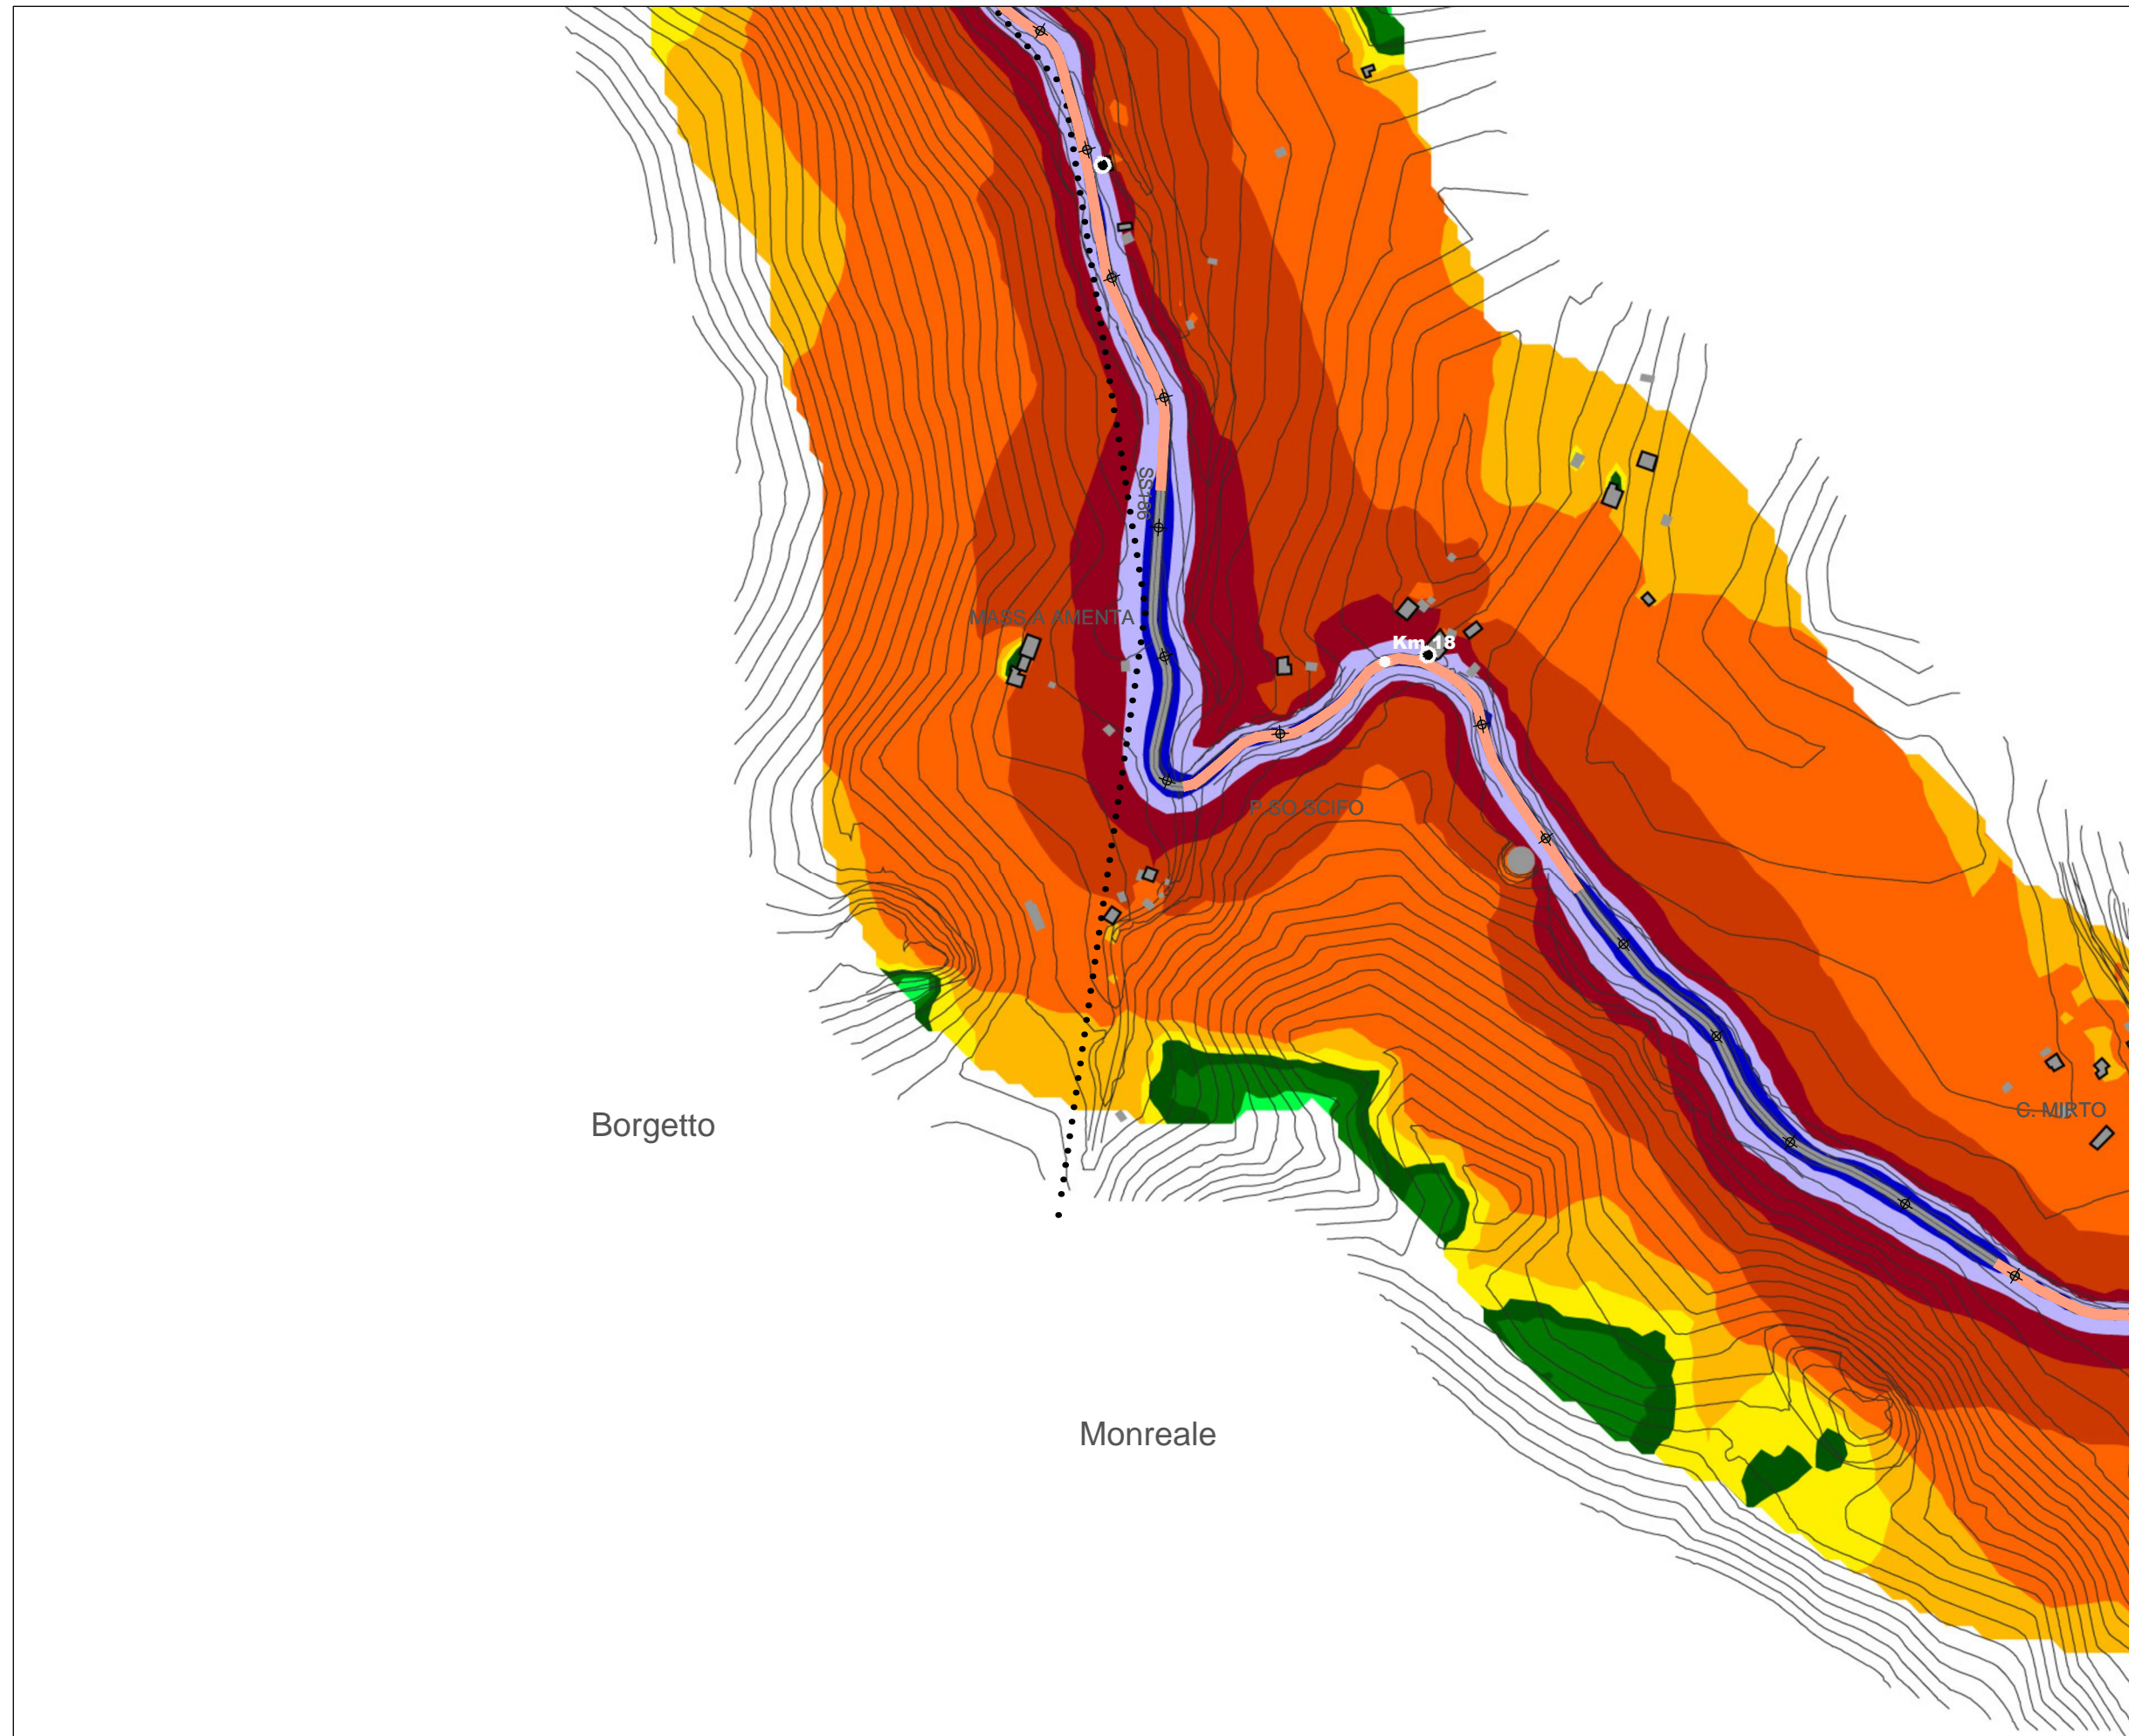 SS186
MASS.A AMENTA
Km 18
P.SO SCIFO
C. MIRTO
Borgetto
Monreale